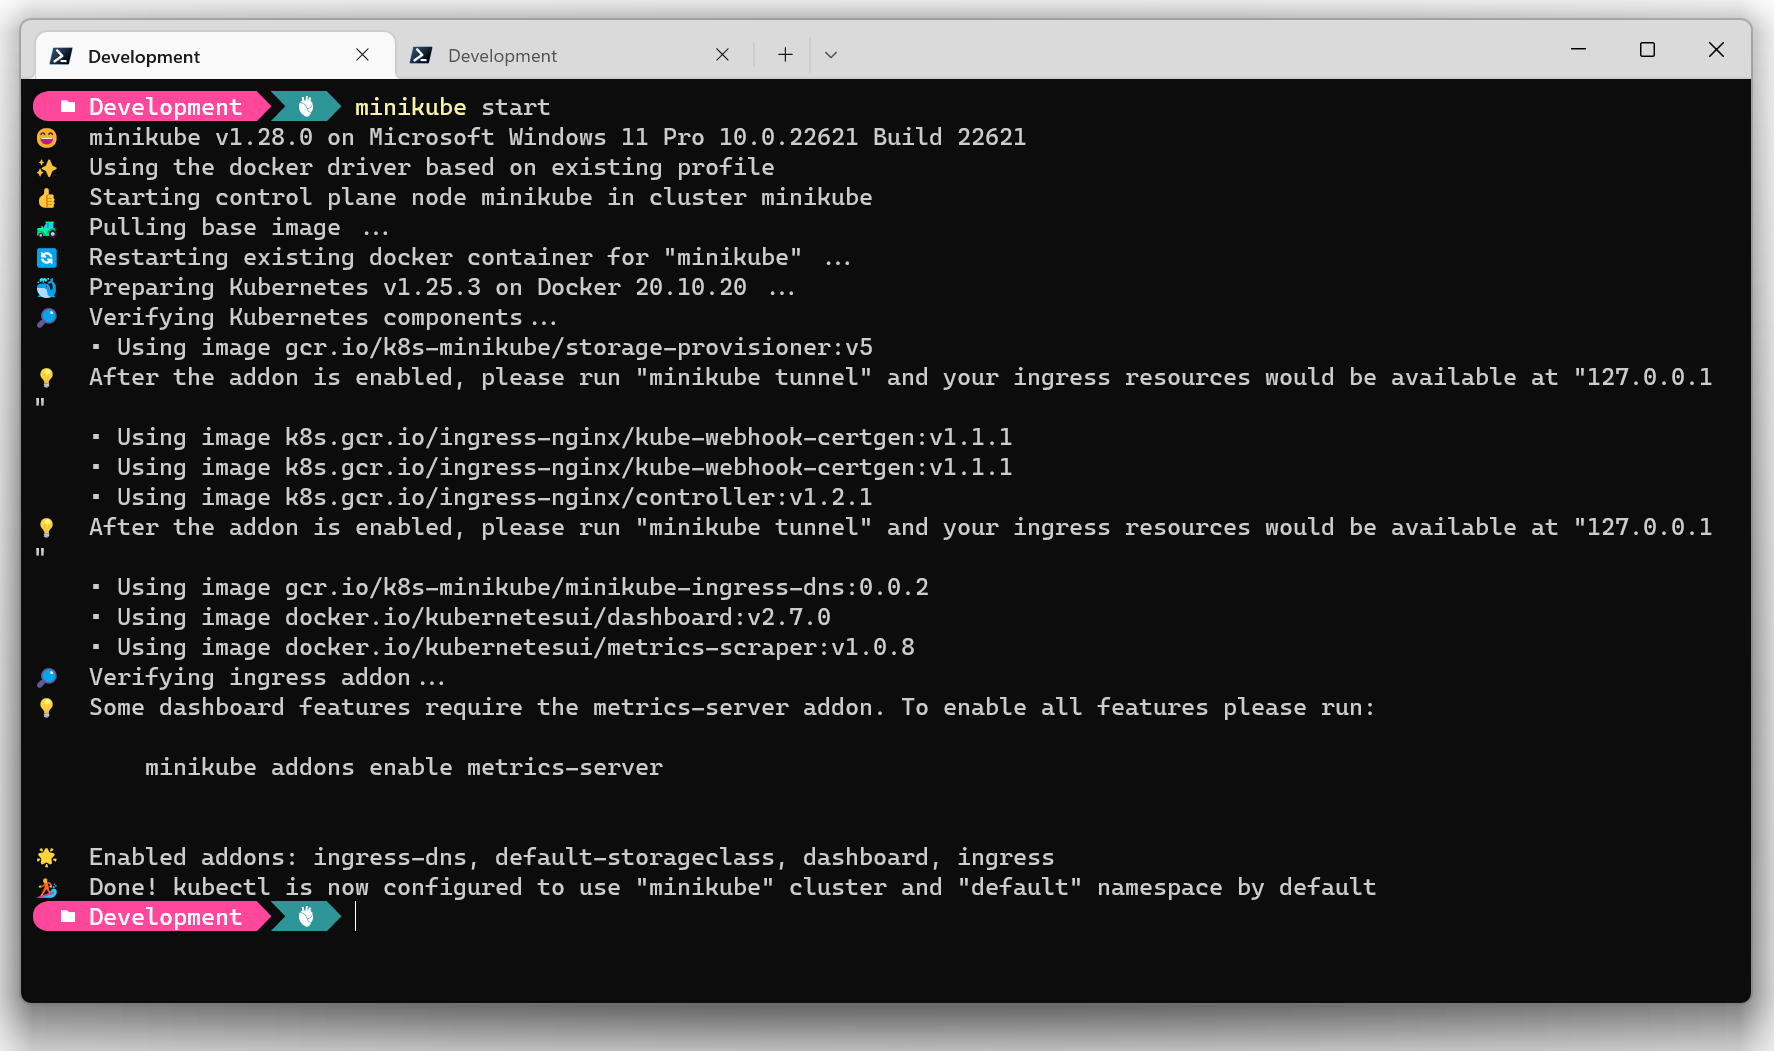 Development
Development
Development minikube start
minikube v1.28.0 on Microsoft Windows 11 Pro 10.0.22621 Build 22621
Using the docker driver based on existing profile
Starting control plane node minikube in cluster minikube
Pulling base image ...
Restarting existing docker container for "minikube" ...
Preparing Kubernetes v1.25.3 on Docker 20.10.20 ...
Verifying Kubernetes components...
▪ Using image gcr.io/k8s-minikube/storage-provisioner:v5
After the addon is enabled, please run "minikube tunnel" and your ingress resources would be available at "127.0.0.1
"
▪ Using image k8s.gcr.io/ingress-nginx/kube-webhook-certgen:v1.1.1
▪ Using image k8s.gcr.io/ingress-nginx/kube-webhook-certgen:v1.1.1
▪ Using image k8s.gcr.io/ingress-nginx/controller:v1.2.1
After the addon is enabled, please run "minikube tunnel" and your ingress resources would be available at "127.0.0.1
"
▪ Using image gcr.io/k8s-minikube/minikube-ingress-dns:0.0.2
▪ Using image docker.io/kubernetesui/dashboard:v2.7.0
▪ Using image docker.io/kubernetesui/metrics-scraper:v1.0.8
Verifying ingress addon...
Some dashboard features require the metrics-server addon. To enable all features please run:
minikube addons enable metrics-server
Enabled addons: ingress-dns, default-storageclass, dashboard, ingress
Done! kubectl is now configured to use "minikube" cluster and "default" namespace by default
Development